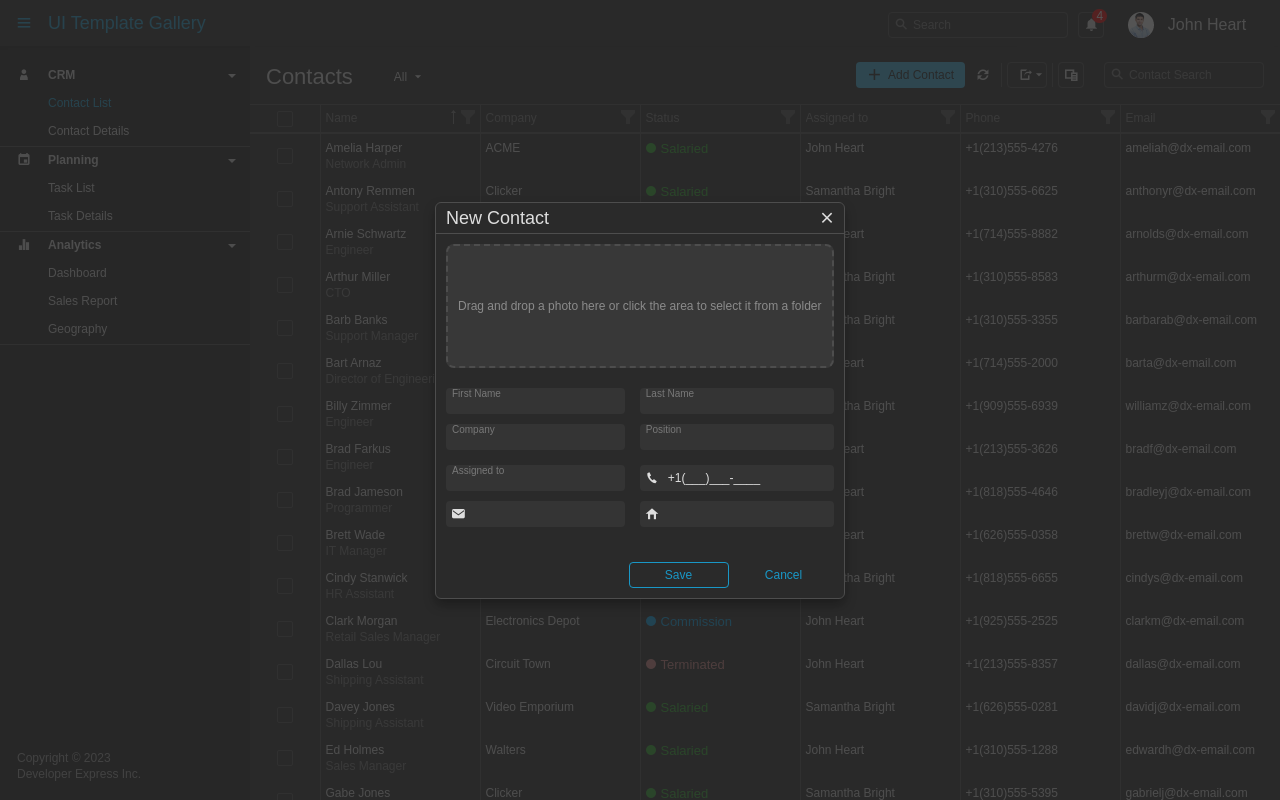 UI Template Gallery
Search
4
John Heart
CRM
Contact List
Contact Details
Planning
Task List
Task Details
Analytics
Dashboard
Sales Report
Geography
Copyright © 2023
Developer Express Inc.
Contacts
All
Add Contact
Contact Search
Name Company Status Assigned to Phone Email
Amelia Harper ACME Salaried John Heart +1(213)555-4276 ameliah@dx-email.com
Network Admin
Antony Remmen Clicker Salaried Samantha Bright +1(310)555-6625 anthonyr@dx-email.com
Support Assistant
Arnie Schwartz eart +1(714)555-8882 arnolds@dx-email.com
Engineer
Arthur Miller tha Bright +1(310)555-8583 arthurm@dx-email.com
CTO
Barb Banks tha Bright +1(310)555-3355 barbarab@dx-email.com
Support Manager
Bart Arnaz eart +1(714)555-2000 barta@dx-email.com
Director of Engineeri
Billy Zimmer tha Bright +1(909)555-6939 williamz@dx-email.com
Engineer
Brad Farkus eart +1(213)555-3626 bradf@dx-email.com
Engineer
Brad Jameson eart +1(818)555-4646 bradleyj@dx-email.com
Programmer
Brett Wade eart +1(626)555-0358 brettw@dx-email.com
IT Manager
Cindy Stanwick tha Bright +1(818)555-6655 cindys@dx-email.com
HR Assistant
Clark Morgan Electronics Depot Commission John Heart +1(925)555-2525 clarkm@dx-email.com
Retail Sales Manager
Dallas Lou Circuit Town Terminated John Heart +1(213)555-8357 dallas@dx-email.com
Shipping Assistant
Davey Jones Video Emporium Salaried Samantha Bright +1(626)555-0281 davidj@dx-email.com
Shipping Assistant
Ed Holmes Walters Salaried John Heart +1(310)555-1288 edwardh@dx-email.com
Sales Manager
Gabe Jones Clicker Salaried Samantha Bright +1(310)555-5395 gabrielj@dx-email.com
New Contact
Drag and drop a photo here or click the area to select it from a folder
First Name Last Name
Company Position
Assigned to +1(___)___-____
Save Cancel